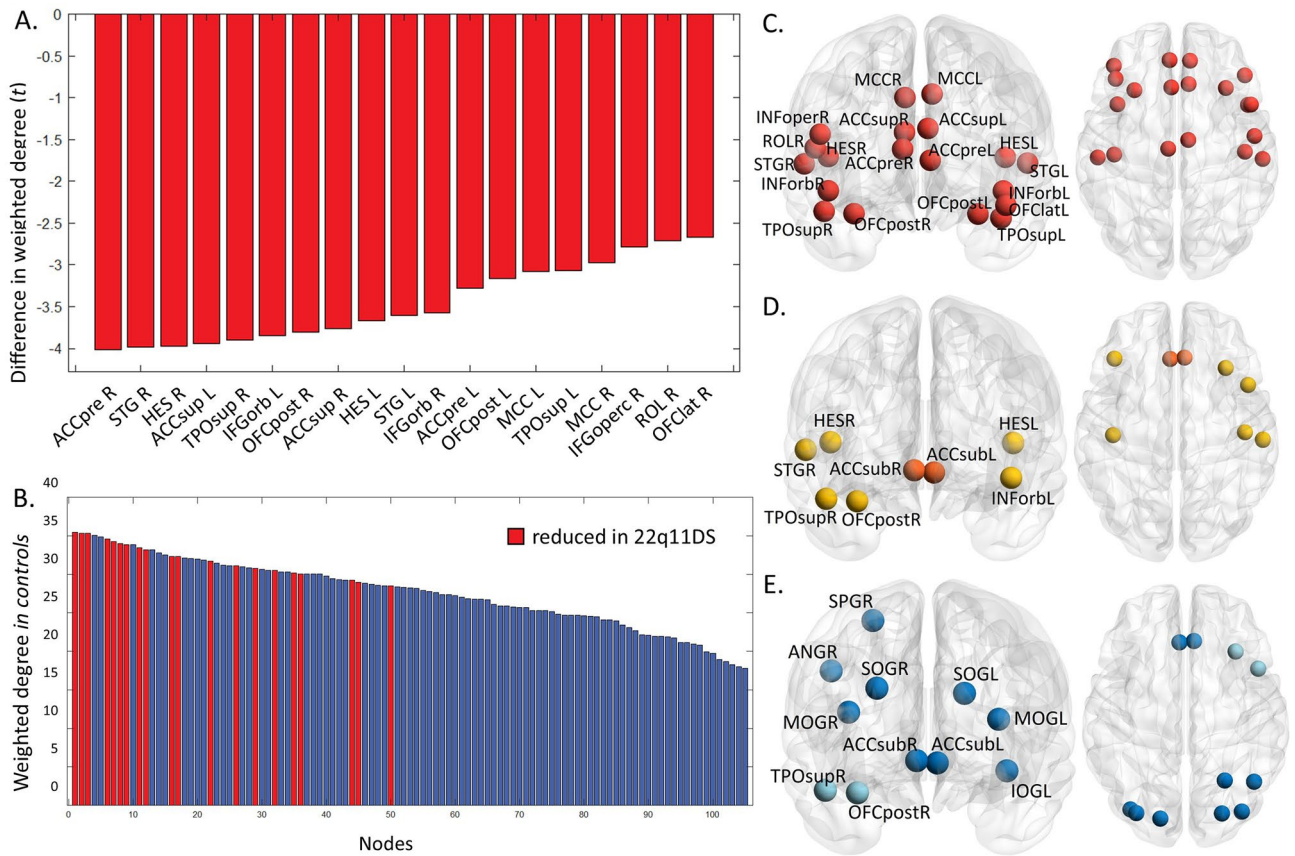 A.
Difference in weighted degree (t)
0
-0.5
-1
-1.5
-2
-2.5
-3
-3.5
-4
ACCpre R
STG R
HES R
ACCsup L
TPOsup R
IFGorb L
OFCpost R
ACCsup R
HES L
STG L
IFGorb R
ACCpre L
OFCpost L
MCC L
TPOsup L
MCC R
IFGoperc R
ROL R
OFClat R
B.
Weighted degree in controls
40
35
30
25
20
15
10
5
0
reduced in 22q11DS
0 10 20 30 40 50 60 70 80 90 100
Nodes
C.
MCCR MCCL
INFoperR ACCsupR ACCsupL
ROLR HESR ACCpreL HESL
STGR ACCpreR STGL
INForbR INForbL
OFCpostL OFClatL
TPOsupR OFCpostR TPOsupL
D.
HESR HESL
STGR ACCsubR ACCsubL
INForbL
TPOsupR OFCpostR
E.
SPGR
ANGR SOGR SOGL
MOGR MOGL
ACCsubR ACCsubL
TPOsupR IOGL
OFCpostR